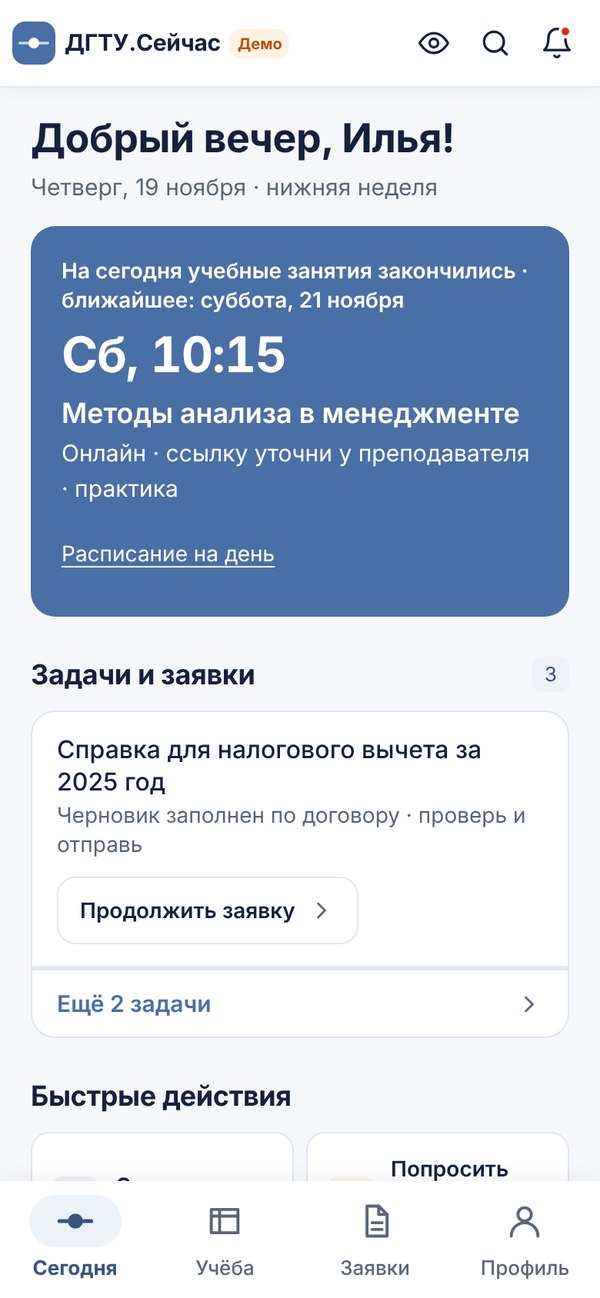 ДГТУ.Сейчас Демо
Добрый вечер, Илья!
Четверг, 19 ноября · нижняя неделя
На сегодня учебные занятия закончились ·
ближайшее: суббота, 21 ноября
Сб, 10:15
Методы анализа в менеджменте
Онлайн · ссылку уточни у преподавателя
· практика
Расписание на день
Задачи и заявки 3
Справка для налогового вычета за
2025 год
Черновик заполнен по договору · проверь и
отправь
Продолжить заявку
Ещё 2 задачи
Быстрые действия
Попросить
Сегодня Учёба Заявки Профиль